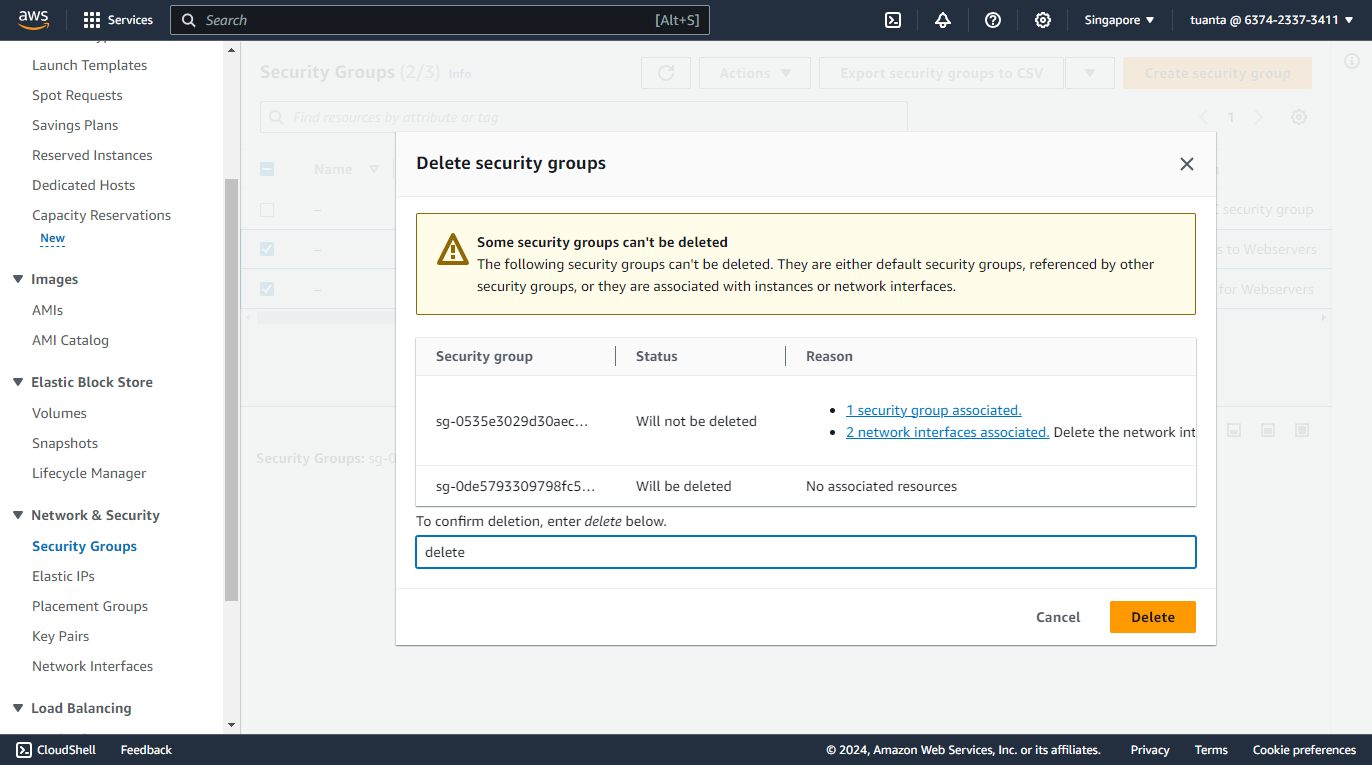 aws
Services
Search
[Alt+S]
Singapore
tuanta @ 6374-2337-3411
Launch Templates
Spot Requests
Savings Plans
Reserved Instances
Dedicated Hosts
Capacity Reservations
New
Images
AMIs
AMI Catalog
Elastic Block Store
Volumes
Snapshots
Lifecycle Manager
Network & Security
Security Groups
Elastic IPs
Placement Groups
Key Pairs
Network Interfaces
Load Balancing
Security Groups (2/3) Info
Actions
Export security groups to CSV
Create security group
Find resources by attribute or tag
1
Name
–
security group
–
s to Webservers
–
for Webservers
Security Groups: sg-0
Delete security groups
Some security groups can't be deleted
The following security groups can't be deleted. They are either default security groups, referenced by other
security groups, or they are associated with instances or network interfaces.
Security group
Status
Reason
sg-0535e3029d30aec...
Will not be deleted
• 1 security group associated.
• 2 network interfaces associated. Delete the network int
sg-0de5793309798fc5...
Will be deleted
No associated resources
To confirm deletion, enter delete below.
delete
Cancel
Delete
CloudShell
Feedback
© 2024, Amazon Web Services, Inc. or its affiliates.
Privacy
Terms
Cookie preferences